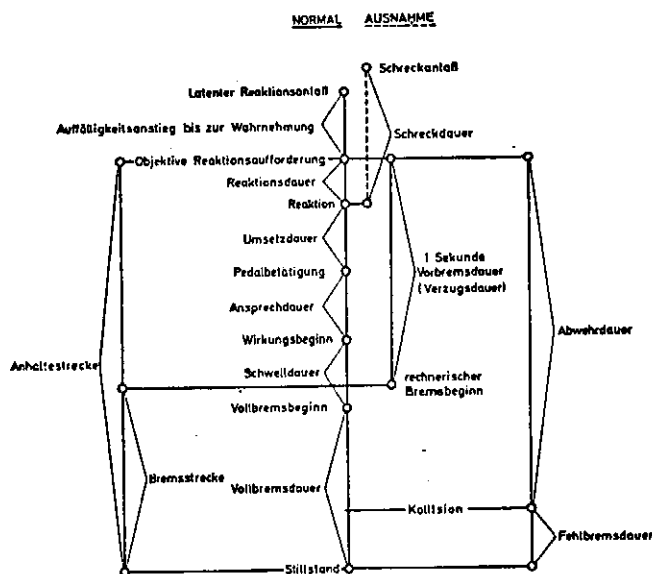 NORMAL AUSNAHME
Schreckanlaß
Latenter Reaktionsanlaß
Auffälligkeitsanstieg bis zur Wahrnehmung
Schreckdauer
Objektive Reaktionsaufforderung
Reaktionsdauer
Reaktion
Umsetzdauer
1 Sekunde
Vorbremsdauer
(Verzugsdauer)
Pedalbetätigung
Ansprechdauer
Abwehrdauer
Wirkungsbeginn
Anhaltestrecke
Schwelldauer
rechnerischer
Bremsbeginn
Vollbremsbeginn
Bremsstrecke
Vollbremsdauer
Kollision
Fehlbremsdauer
Stillstand